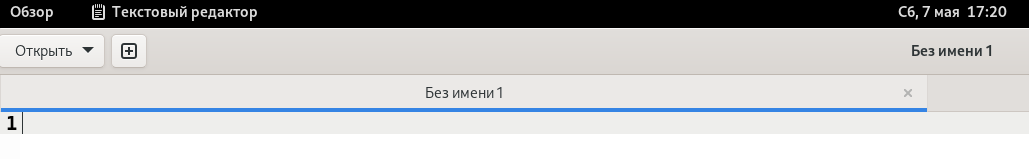 Обзор Текстовый редактор Сб, 7 мая 17:20
Открыть Без имени 1
Без имени 1 ×
1